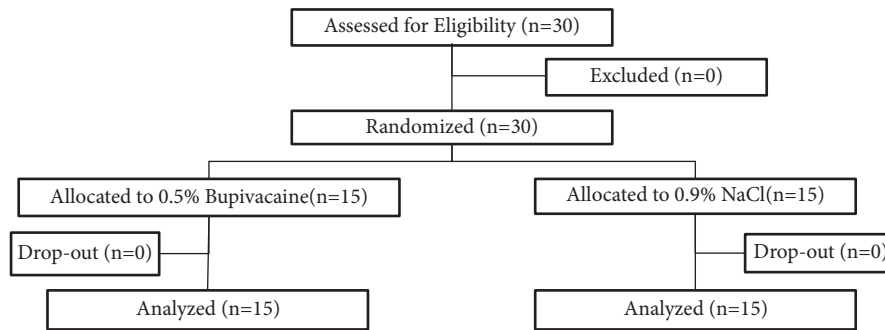 Assessed for Eligibility (n=30)
Excluded (n=0)
Randomized (n=30)
Allocated to 0.5% Bupivacaine(n=15)
Allocated to 0.9% NaCl(n=15)
Drop-out (n=0)
Drop-out (n=0)
Analyzed (n=15)
Analyzed (n=15)